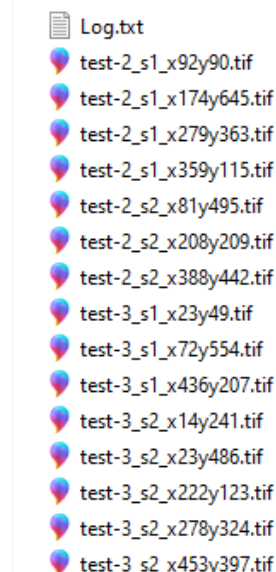 Log.txt
test-2_s1_x92y90.tif
test-2_s1_x174y645.tif
test-2_s1_x279y363.tif
test-2_s1_x359y115.tif
test-2_s2_x81y495.tif
test-2_s2_x208y209.tif
test-2_s2_x388y442.tif
test-3_s1_x23y49.tif
test-3_s1_x72y554.tif
test-3_s1_x436y207.tif
test-3_s2_x14y241.tif
test-3_s2_x23y486.tif
test-3_s2_x222y123.tif
test-3_s2_x278y324.tif
test-3_s2_x453y397.tif